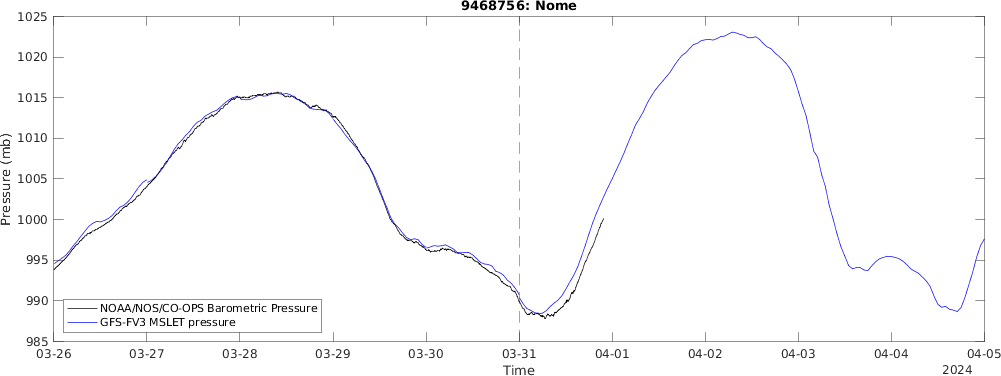 9468756: Nome
1025
1020
1015
1010
1005
1000
995
990
985
Pressure (mb)
NOAA/NOS/CO-OPS Barometric Pressure
GFS-FV3 MSLET pressure
03-26 03-27 03-28 03-29 03-30 03-31 04-01 04-02 04-03 04-04 04-05
Time
2024